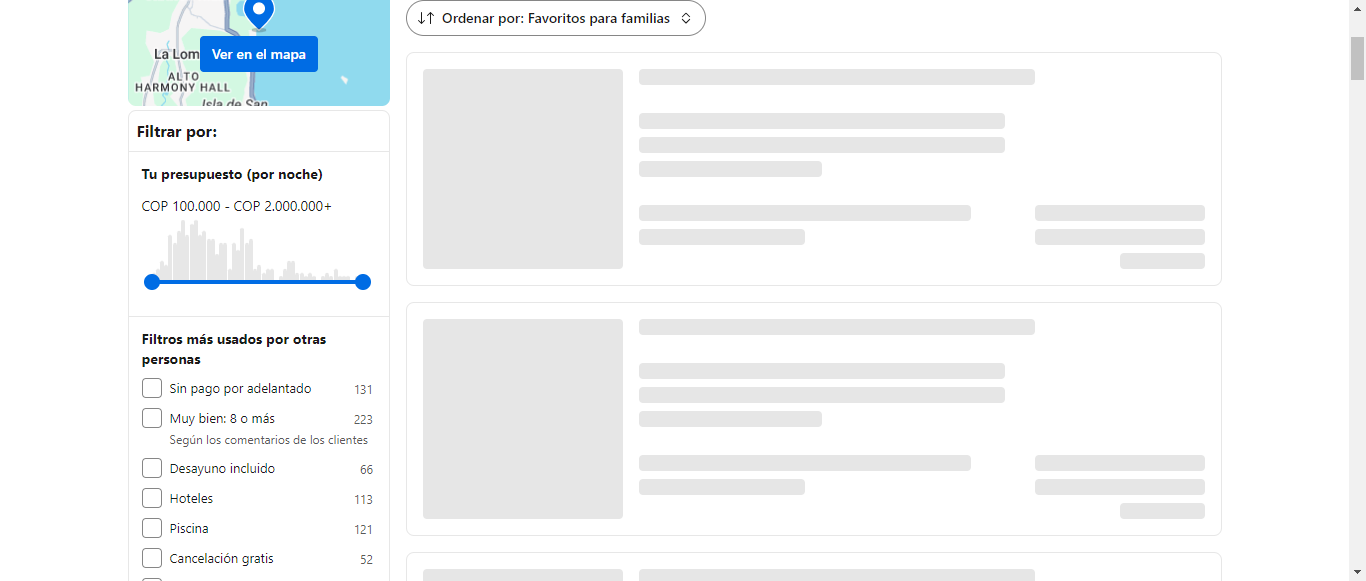 Ordenar por: Favoritos para familias
La Lom
Ver en el mapa
ALTO
HARMONY HALL
Isla de San
Filtrar por:
Tu presupuesto (por noche)
COP 100.000 - COP 2.000.000+
Filtros más usados por otras
personas
Sin pago por adelantado 131
Muy bien: 8 o más 223
Según los comentarios de los clientes
Desayuno incluido 66
Hoteles 113
Piscina 121
Cancelación gratis 52